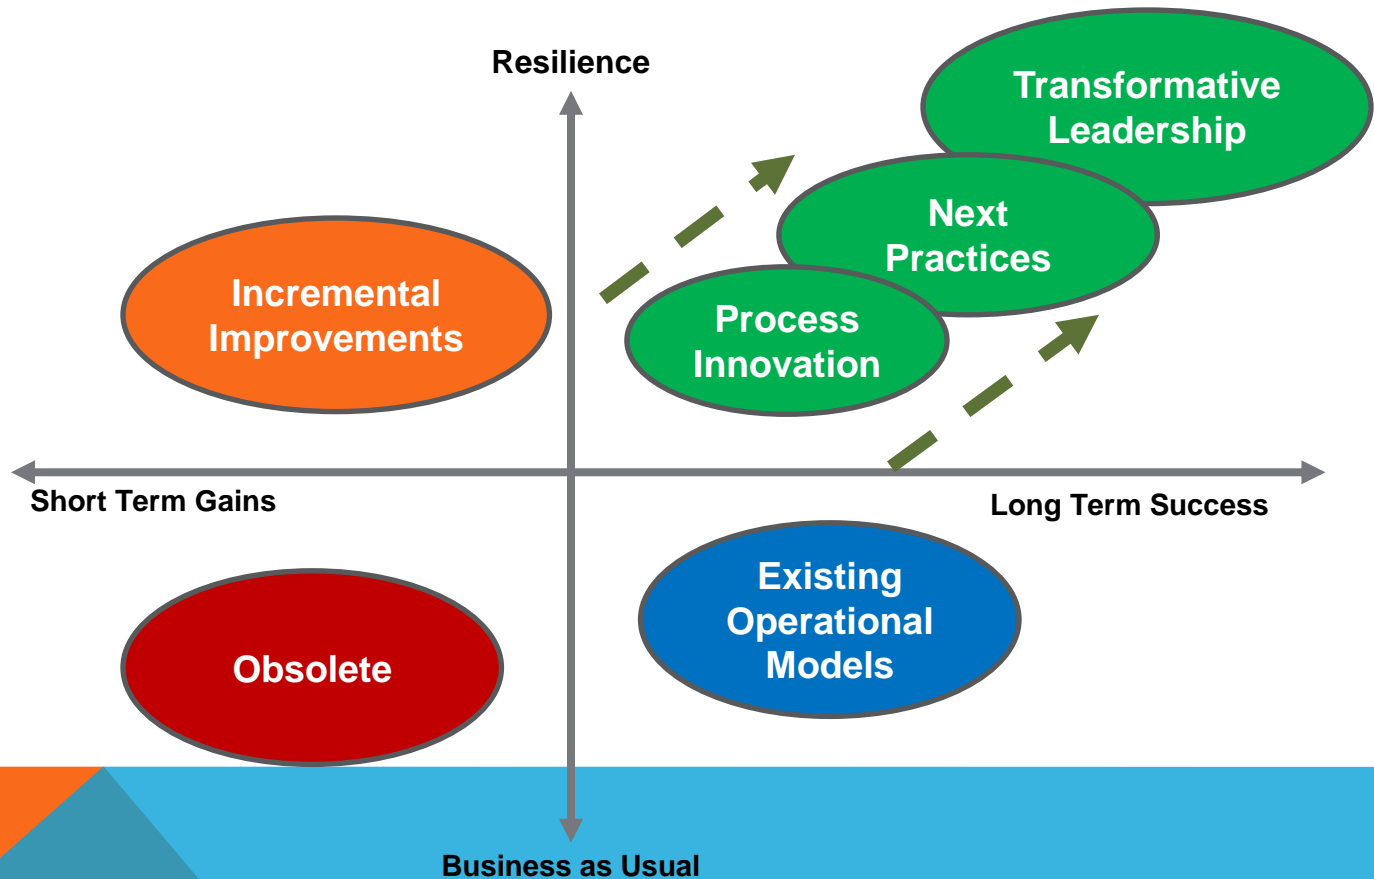 Resilience
Transformative
Leadership
Next
Practices
Incremental
Improvements
Process
Innovation
Short Term Gains
Long Term Success
Existing
Operational
Models
Obsolete
Business as Usual